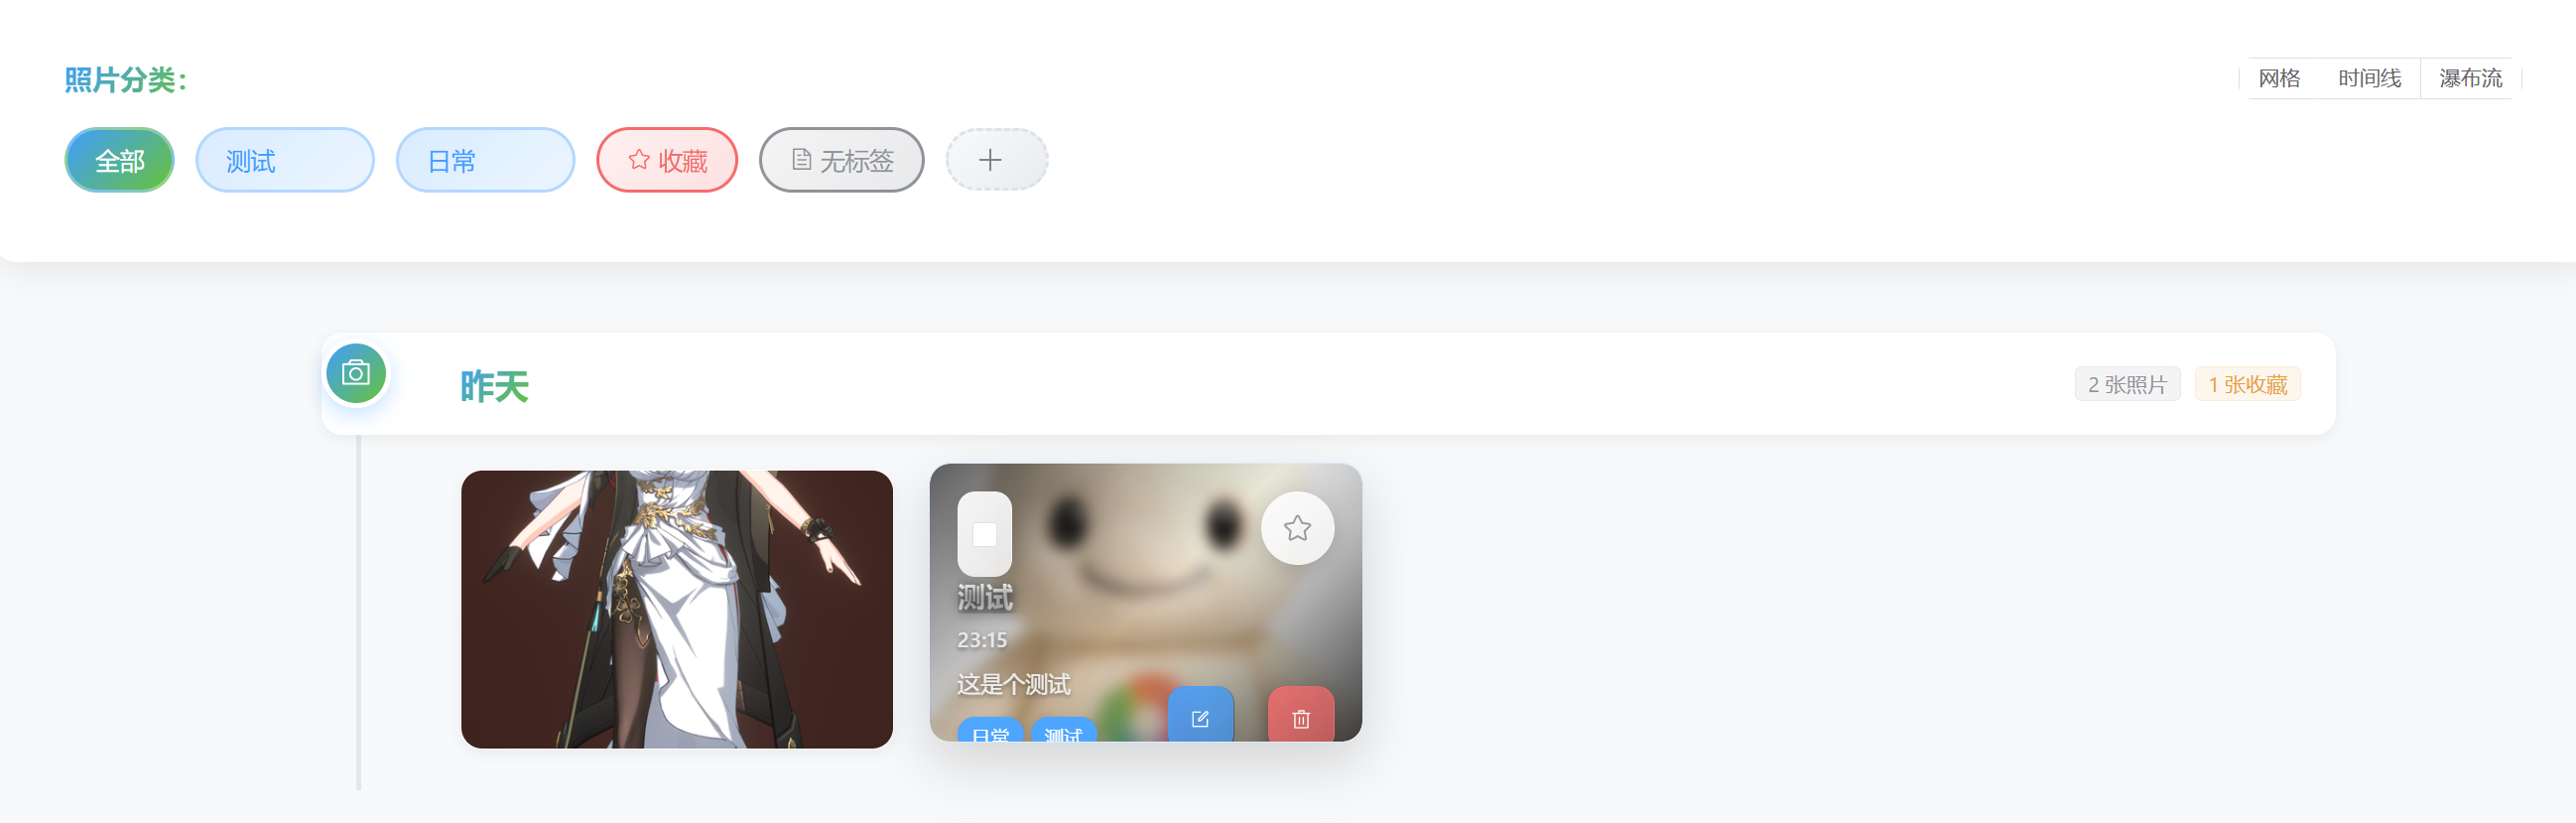 照片分类：
网格 时间线 瀑布流
全部 测试 日常 收藏 无标签
昨天
2 张照片 1 张收藏
测试
23:15
这是个测试
日常 测试